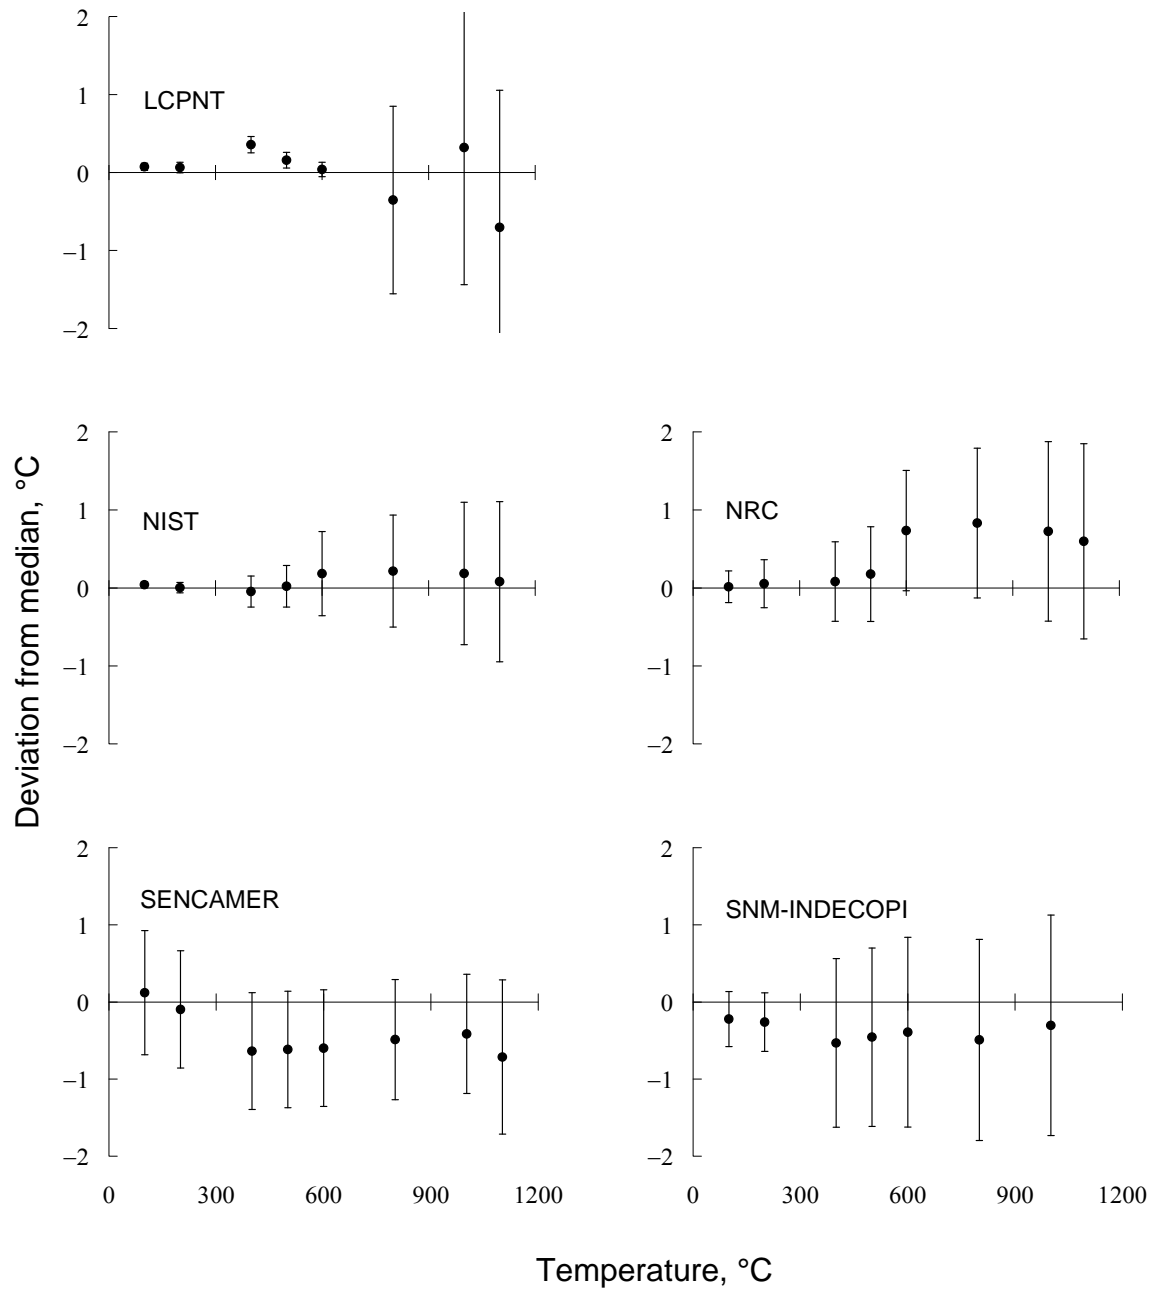 2
1
LCPNT
0
–1
–2
2
1
NIST
0
–1
–2
2
1
NRC
0
–1
–2
Deviation from median, °C
2
SENCAMER
1
0
–1
–2
0 300 600 900 1200
2
1
SNM-INDECOPI
0
–1
–2
0 300 600 900 1200
Temperature, °C